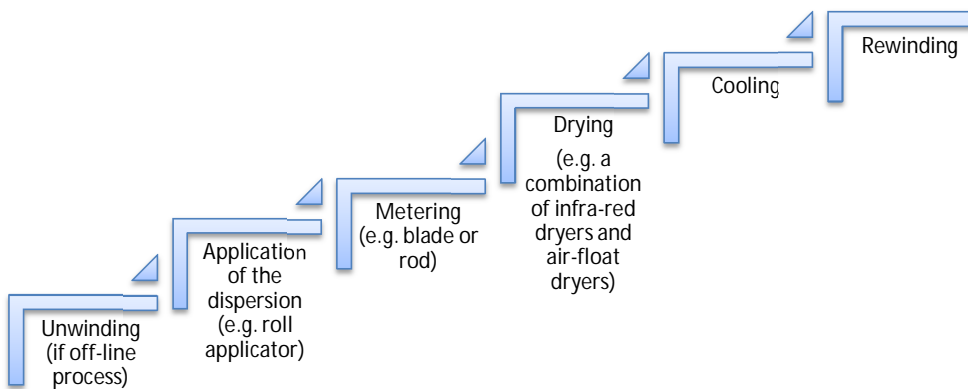 Unwinding
(if off-line
process)
Application
of the
dispersion
(e.g. roll
applicator)
Metering
(e.g. blade or
rod)
Drying
(e.g. a
combination
of infra-red
dryers and
air-float
dryers)
Cooling
Rewinding